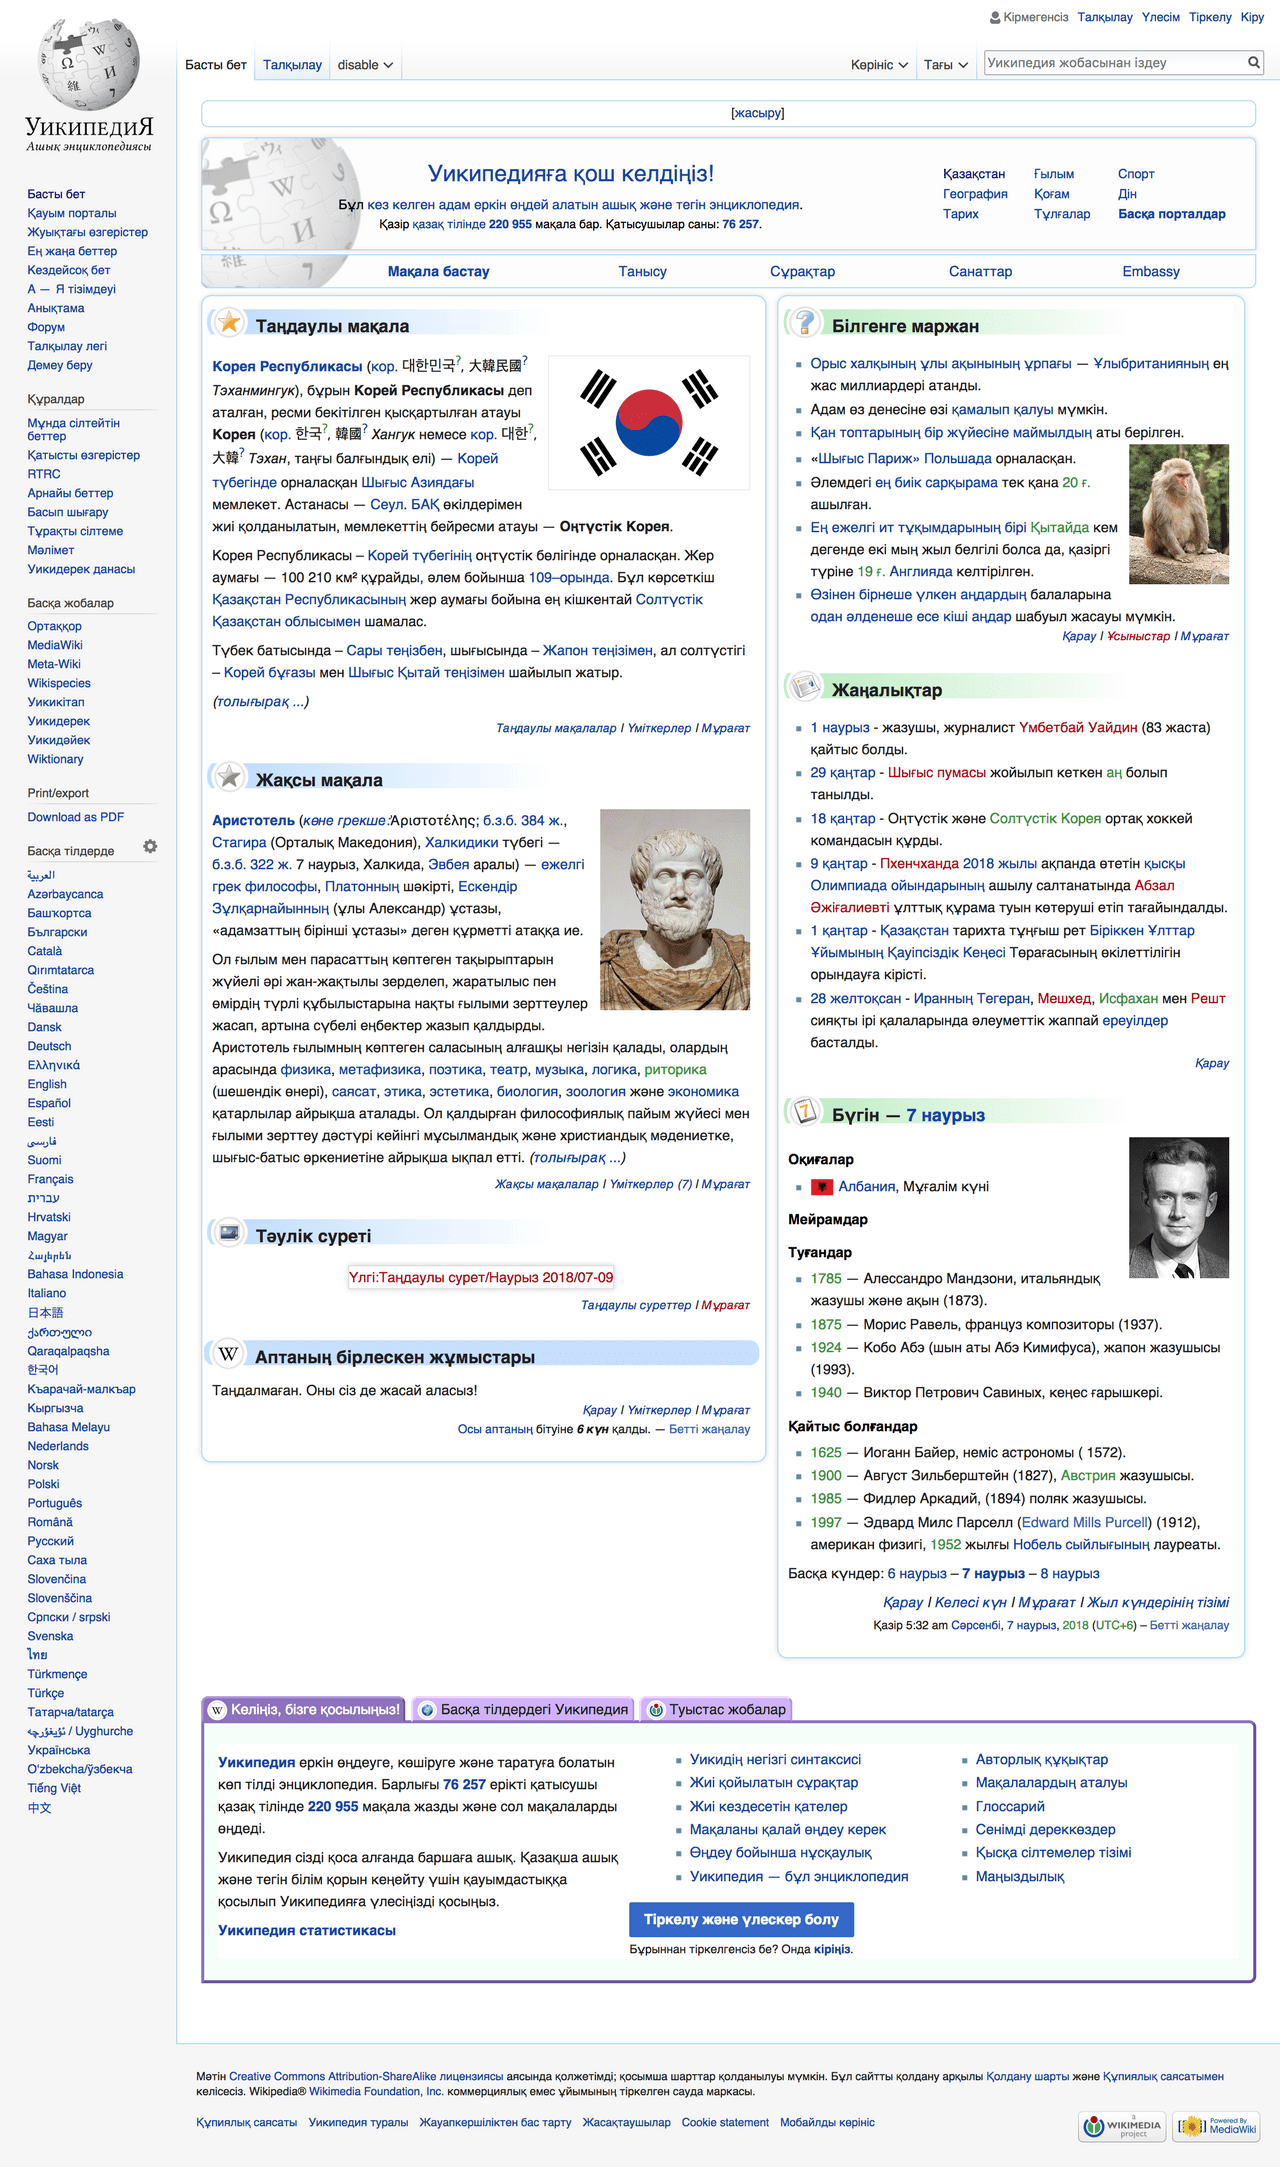 Кірмегенсіз Талқылау Үлесім Тіркелу Кіру
Басты бет Талқылау disable Көрініс Тағы Уикипедия жобасынан іздеу
УИКИПЕДИЯ
Ашық энциклопедиясы
Басты бет
Қауым порталы
Жуықтағы өзгерістер
Ең жаңа беттер
Кездейсоқ бет
А — Я тізімдеуі
Анықтама
Форум
Талқылау легі
Демеу беру
Құралдар
Мұнда сілтейтін
беттер
Қатысты өзгерістер
RTRC
Арнайы беттер
Басып шығару
Тұрақты сілтеме
Мәлімет
Уикидерек данасы
Басқа жобалар
Ортаққор
MediaWiki
Meta-Wiki
Wikispecies
Уикикітап
Уикидерек
Уикидәйек
Wiktionary
Print/export
Download as PDF
Басқа тілдерде
العربية
Azərbaycanca
Башҡортса
Български
Català
Qırımtatarca
Čeština
Чӑвашла
Dansk
Deutsch
Ελληνικά
English
Español
Eesti
فارسی
Suomi
Français
עברית
Hrvatski
Magyar
Հայերեն
Bahasa Indonesia
Italiano
日本語
ქართული
Qaraqalpaqsha
한국어
Къарачай-малкъар
Кыргызча
Bahasa Melayu
Nederlands
Norsk
Polski
Português
Română
Русский
Саха тыла
Slovenčina
Slovenščina
Српски / srpski
Svenska
ไทย
Türkmençe
Türkçe
Татарча/tatarça
ئۇيغۇرچە / Uyghurche
Українська
Oʻzbekcha/ўзбекча
Tiếng Việt
中文
[жасыру]
Уикипедияға қош келдіңіз!
Бұл кез келген адам еркін өңдей алатын ашық және тегін энциклопедия.
Қазір қазақ тілінде 220 955 мақала бар. Қатысушылар саны: 76 257.
Қазақстан Ғылым Спорт
География Қоғам Дін
Тарих Тұлғалар Басқа порталдар
Мақала бастау Танысу Сұрақтар Санаттар Embassy
Таңдаулы мақала
Корея Республикасы (кор. 대한민국?, 大韓民國?
Тэханмингук), бұрын Корей Республикасы деп
аталған, ресми бекітілген қысқартылған атауы
Корея (кор. 한국?, 韓國? Хангук немесе кор. 대한?,
大韓? Тэхан, таңғы балғындық елі) — Корей
түбегінде орналасқан Шығыс Азиядағы
мемлекет. Астанасы — Сеул. БАҚ өкілдерімен
жиі қолданылатын, мемлекеттің бейресми атауы — Оңтүстік Корея.
Корея Республикасы – Корей түбегінің оңтүстік бөлігінде орналасқан. Жер
аумағы — 100 210 км² құрайды, әлем бойынша 109–орында. Бұл көрсеткіш
Қазақстан Республикасының жер аумағы бойына ең кішкентай Солтүстік
Қазақстан облысымен шамалас.
Түбек батысында – Сары теңізбен, шығысында – Жапон теңізімен, ал солтүстігі
– Корей бұғазы мен Шығыс Қытай теңізімен шайылып жатыр.
(толығырақ ...)
Таңдаулы мақалалар / Үміткерлер / Мұрағат
Жақсы мақала
Аристотель (көне грекше:Ἀριστοτέλης; б.з.б. 384 ж.,
Стагира (Орталық Македония), Халкидики түбегі —
б.з.б. 322 ж. 7 наурыз, Халкида, Эвбея аралы) — ежелгі
грек философы, Платонның шәкірті, Ескендір
Зұлқарнайынның (ұлы Александр) ұстазы,
«адамзаттың бірінші ұстазы» деген құрметті атаққа ие.
Ол ғылым мен парасаттың көптеген тақырыптарын
жүйелі әрі жан-жақтылы зерделеп, жаратылыс пен
өмірдің түрлі құбылыстарына нақты ғылыми зерттеулер
жасап, артына сүбелі еңбектер жазып қалдырды.
Аристотель ғылымның көптеген саласының алғашқы негізін қалады, олардың
арасында физика, метафизика, поэтика, театр, музыка, логика, риторика
(шешендік өнері), саясат, этика, эстетика, биология, зоология және экономика
қатарлылар айрықша аталады. Ол қалдырған философиялық пайым жүйесі мен
ғылыми зерттеу дәстүрі кейінгі мұсылмандық және христиандық мәдениетке,
шығыс-батыс өркениетіне айрықша ықпал етті. (толығырақ ...)
Жақсы мақалалар / Үміткерлер (7) / Мұрағат
Тәулік суреті
Үлгі:Таңдаулы сурет/Наурыз 2018/07-09
Таңдаулы суреттер / Мұрағат
Аптаның бірлескен жұмыстары
Таңдалмаған. Оны сіз де жасай аласыз!
Қарау / Үміткерлер / Мұрағат
Осы аптаның бітуіне 6 күн қалды. — Бетті жаңалау
Білгенге маржан
Орыс халқының ұлы ақынының ұрпағы — Ұлыбританияның ең
жас миллиардері атанды.
Адам өз денесіне өзі қамалып қалуы мүмкін.
Қан топтарының бір жүйесіне маймылдың аты берілген.
«Шығыс Париж» Польшада орналасқан.
Әлемдегі ең биік сарқырама тек қана 20 ғ.
ашылған.
Ең ежелгі ит тұқымдарының бірі Қытайда кем
дегенде екі мың жыл белгілі болса да, қазіргі
түріне 19 ғ. Англияда келтірілген.
Өзінен бірнеше үлкен аңдардың балаларына
одан әлденеше есе кіші аңдар шабуыл жасауы мүмкін.
Қарау / Ұсыныстар / Мұрағат
Жаңалықтар
1 наурыз - жазушы, журналист Үмбетбай Уайдин (83 жаста)
қайтыс болды.
29 қаңтар - Шығыс пумасы жойылып кеткен аң болып
танылды.
18 қаңтар - Оңтүстік және Солтүстік Корея ортақ хоккей
командасын құрды.
9 қаңтар - Пхенчханда 2018 жылы ақпанда өтетін қысқы
Олимпиада ойындарының ашылу салтанатында Абзал
Әжіғалиевті ұлттық құрама туын көтеруші етіп тағайындалды.
1 қаңтар - Қазақстан тарихта тұңғыш рет Біріккен Ұлттар
Ұйымының Қауіпсіздік Кеңесі Төрағасының өкілеттілігін
орындауға кірісті.
28 желтоқсан - Иранның Тегеран, Мешхед, Исфахан мен Решт
сияқты ірі қалаларында әлеуметтік жаппай ереуілдер
басталды.
Қарау
Бүгін — 7 наурыз
Оқиғалар
Албания, Мұғалім күні
Мейрамдар
Туғандар
1785 — Алессандро Мандзони, итальяндық
жазушы және ақын (1873).
1875 — Морис Равель, француз композиторы (1937).
1924 — Кобо Абэ (шын аты Абэ Кимифуса), жапон жазушысы
(1993).
1940 — Виктор Петрович Савиных, кеңес ғарышкері.
Қайтыс болғандар
1625 — Иоганн Байер, неміс астрономы ( 1572).
1900 — Август Зильберштейн (1827), Австрия жазушысы.
1985 — Фидлер Аркадий, (1894) поляк жазушысы.
1997 — Эдвард Милс Парселл (Edward Mills Purcell) (1912),
американ физигі, 1952 жылғы Нобель сыйлығының лауреаты.
Басқа күндер: 6 наурыз – 7 наурыз – 8 наурыз
Қарау / Келесі күн / Мұрағат / Жыл күндерінің тізімі
Қазір 5:32 am Сәрсенбі, 7 наурыз, 2018 (UTC+6) – Бетті жаңалау
Келіңіз, бізге қосылыңыз! Басқа тілдердегі Уикипедия Туыстас жобалар
Уикипедия еркін өңдеуге, көшіруге және таратуға болатын
көп тілді энциклопедия. Барлығы 76 257 ерікті қатысушы
қазақ тілінде 220 955 мақала жазды және сол мақалаларды
өңдеді.
Уикипедия сізді қоса алғанда баршаға ашық. Қазақша ашық
және тегін білім қорын кеңейту үшін қауымдастыққа
қосылып Уикипедияға үлесіңізді қосыңыз.
Уикипедия статистикасы
Уикидің негізгі синтаксисі
Жиі қойылатын сұрақтар
Жиі кездесетін қателер
Мақаланы қалай өңдеу керек
Өңдеу бойынша нұсқаулық
Уикипедия — бұл энциклопедия
Авторлық құқықтар
Мақалалардың аталуы
Глоссарий
Сенімді дереккөздер
Қысқа сілтемелер тізімі
Маңыздылық
Тіркелу және үлескер болу
Бұрыннан тіркелгенсіз бе? Онда кіріңіз.
Мәтін Creative Commons Attribution-ShareAlike лицензиясы аясында қолжетімді; қосымша шарттар қолданылуы мүмкін. Бұл сайтты қолдану арқылы Қолдану шарты және Құпиялық саясатымен
келісесіз. Wikipedia® Wikimedia Foundation, Inc. коммерциялық емес ұйымының тіркелген сауда маркасы.
Құпиялық саясаты Уикипедия туралы Жауапкершіліктен бас тарту Жасақтаушылар Cookie statement Мобайлды көрініс
a WIKIMEDIA project
Powered By MediaWiki